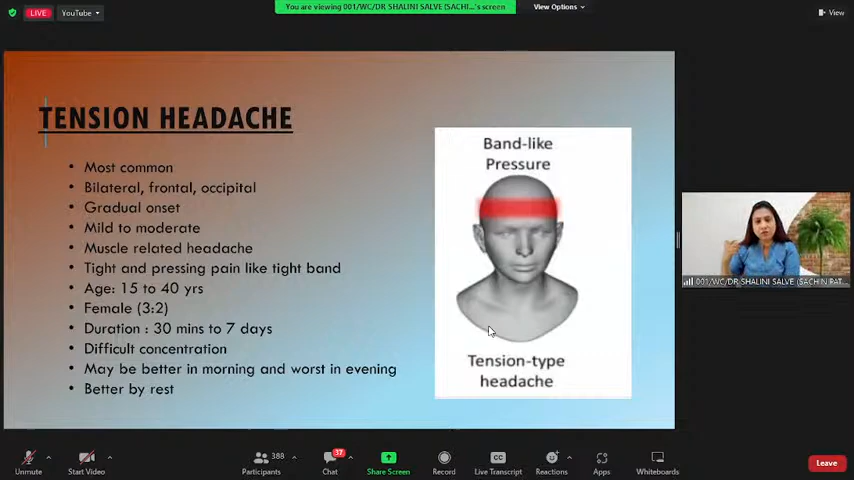 LIVE
YouTube
You are viewing 001/WC/DR SHALINI SALVE (SACHI...'s screen
View Options
View
TENSION HEADACHE
• Most common
• Bilateral, frontal, occipital
• Gradual onset
• Mild to moderate
• Muscle related headache
• Tight and pressing pain like tight band
• Age: 15 to 40 yrs
• Female (3:2)
• Duration : 30 mins to 7 days
• Difficult concentration
• May be better in morning and worst in evening
• Better by rest
Band-like
Pressure
Tension-type
headache
001/WC/DR SHALINI SALVE (SACHIN PAT...
Unmute
Start Video
Participants
388
Chat
37
Share Screen
Record
CC
Live Transcript
Reactions
Apps
Whiteboards
Leave